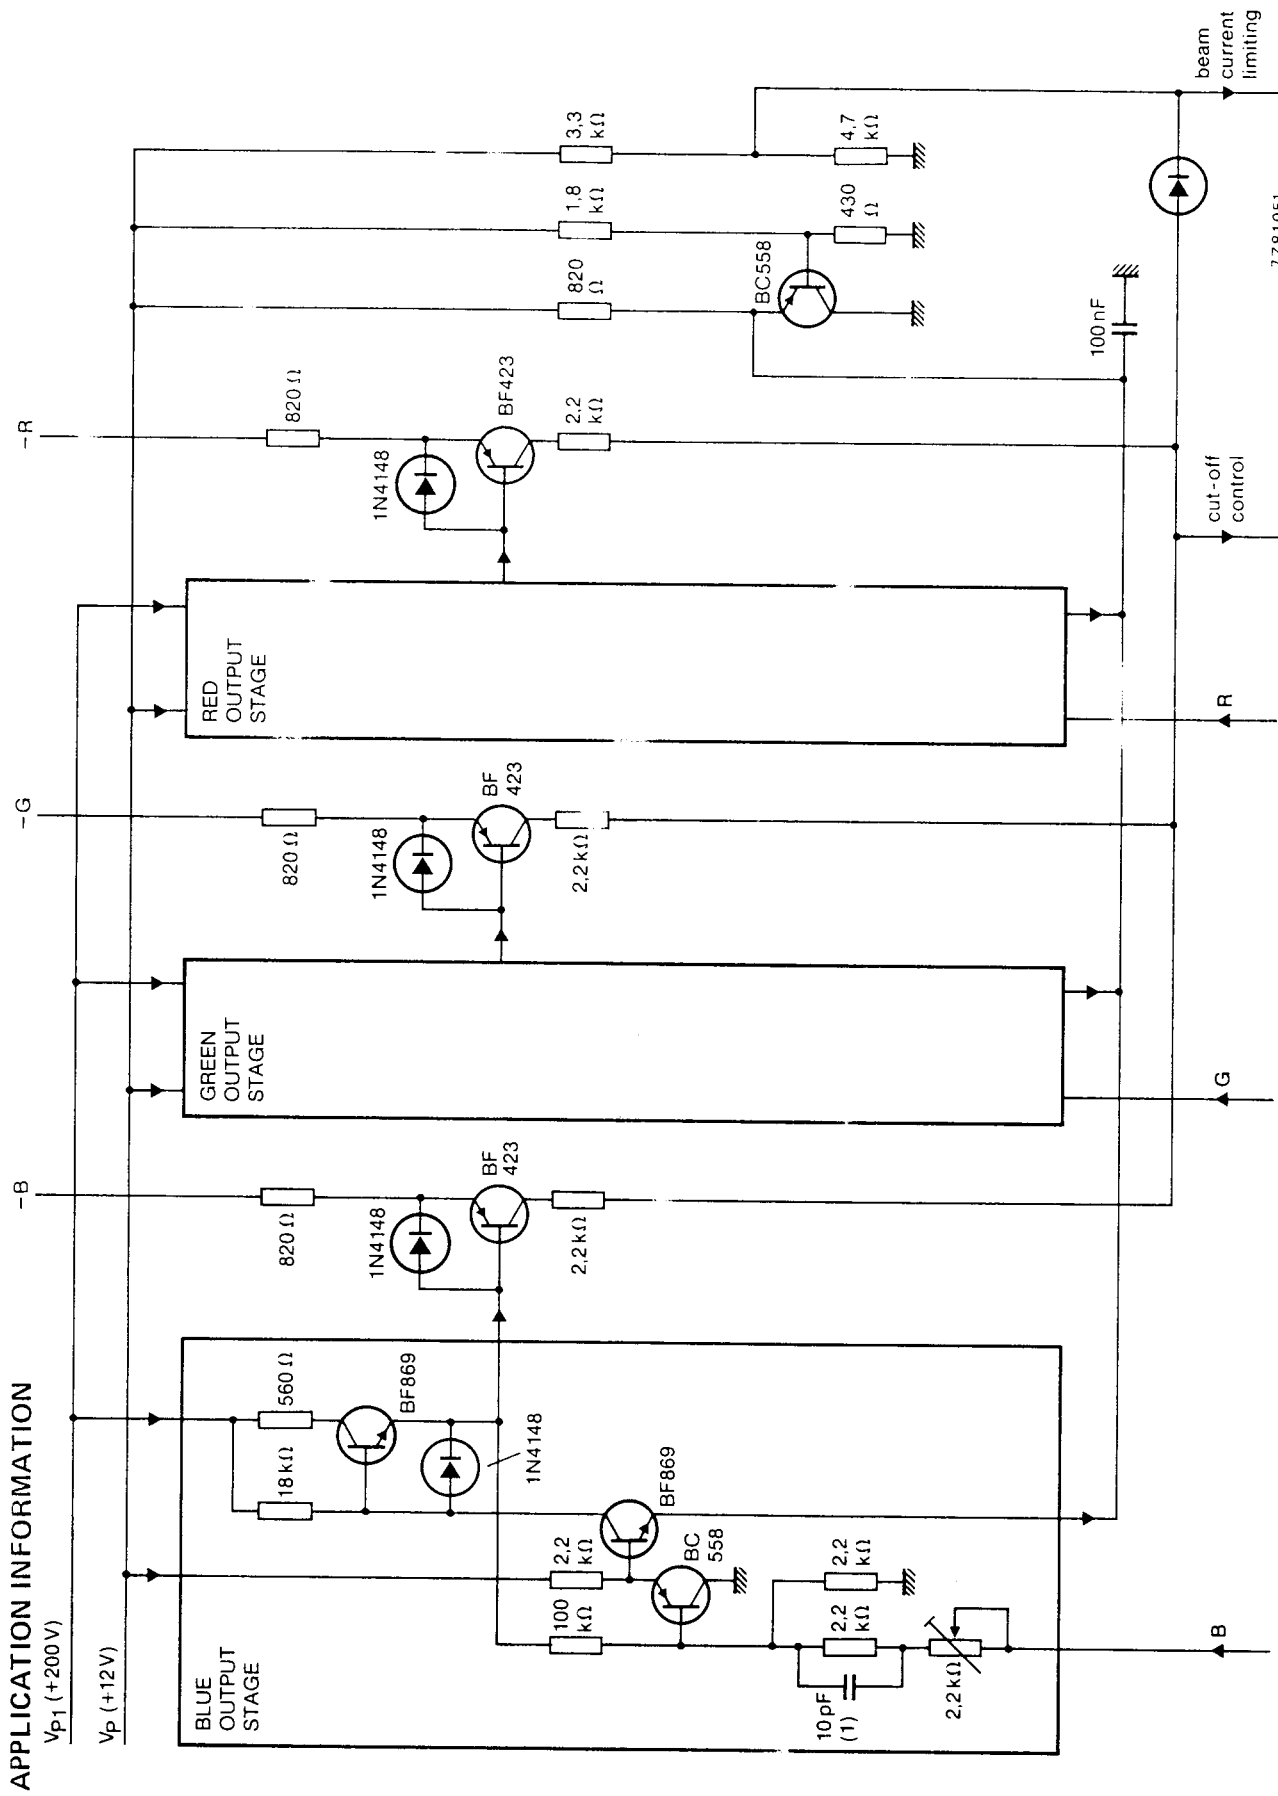 APPLICATION INFORMATION
VP1 (+200 V)
VP (+12V)
BLUE
OUTPUT
STAGE
18 kΩ
560 Ω
BF869
1N4148
BF869
2,2
kΩ
100
kΩ
BC
558
2,2
kΩ
2,2
kΩ
10 pF
(1)
2,2 kΩ
B
–B
820 Ω
1N4148
BF
423
2,2 kΩ
GREEN
OUTPUT
STAGE
G
–G
820 Ω
1N4148
BF
423
2,2 kΩ
RED
OUTPUT
STAGE
R
–R
820 Ω
1N4148
BF423
2,2
kΩ
820
Ω
1,8
kΩ
3,3
kΩ
BC558
430
Ω
4,7
kΩ
100 nF
cut-off
control
beam
current
limiting